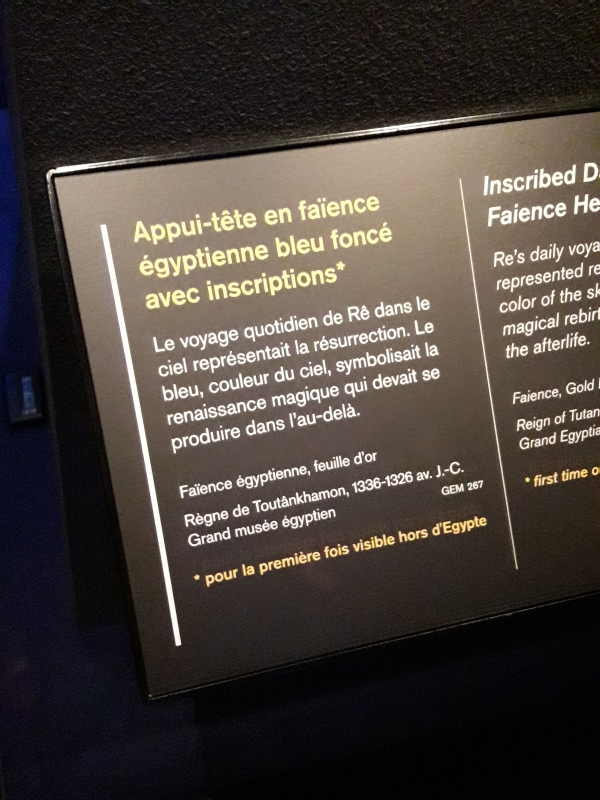 Appui-tête en faïence
égyptienne bleu foncé
avec inscriptions*
Le voyage quotidien de Rê dans le
ciel représentait la résurrection. Le
bleu, couleur du ciel, symbolisait la
renaissance magique qui devait se
produire dans l'au-delà.
Faïence égyptienne, feuille d'or
Règne de Toutânkhamon, 1336-1326 av. J.-C.
Grand musée égyptien
GEM 267
* pour la première fois visible hors d'Egypte
Inscribed
Faience
Re's daily
represented
color of the
magical
the afterlife.
Faience, Gold
Reign of
Grand
* first time